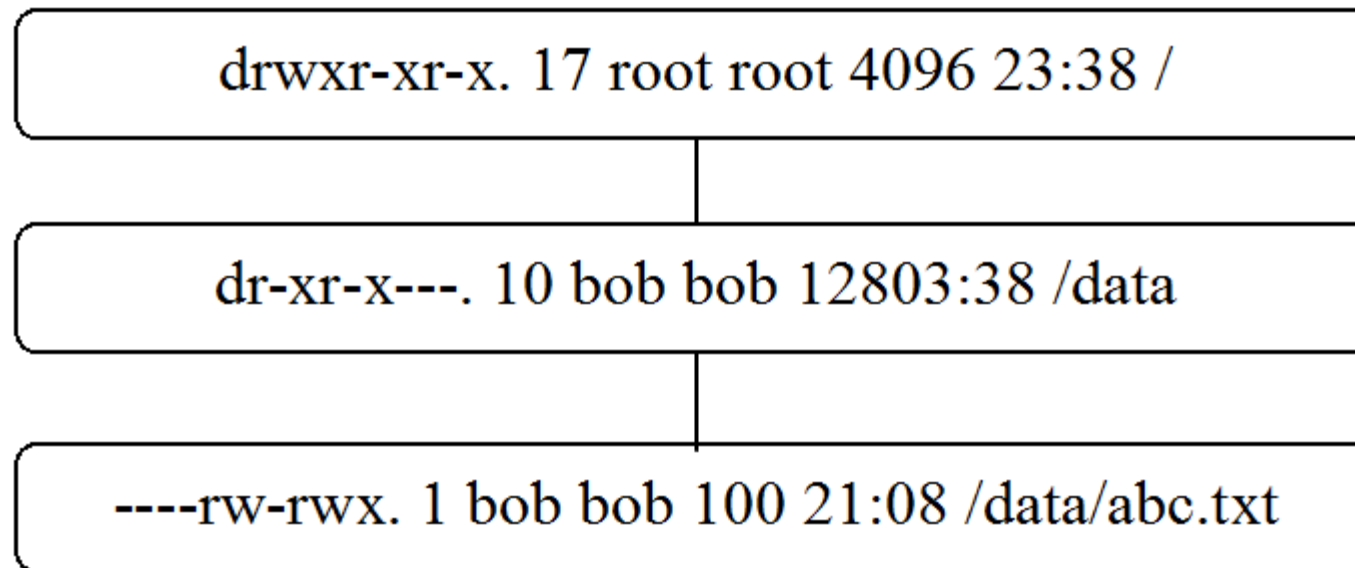 drwxr-xr-x. 17 root root 4096 23:38 /
dr-xr-x---. 10 bob bob 12803:38 /data
----rw-rwx. 1 bob bob 100 21:08 /data/abc.txt